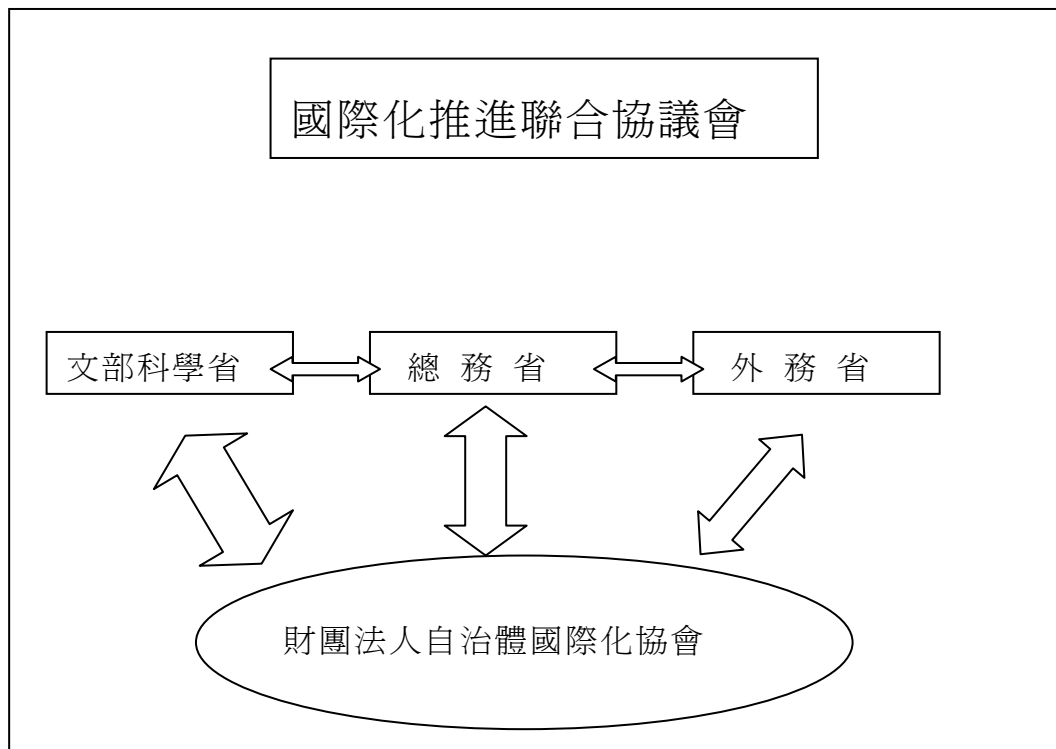 國際化推進聯合協議會
文部科學省
總 務 省
外 務 省
財團法人自治體國際化協會